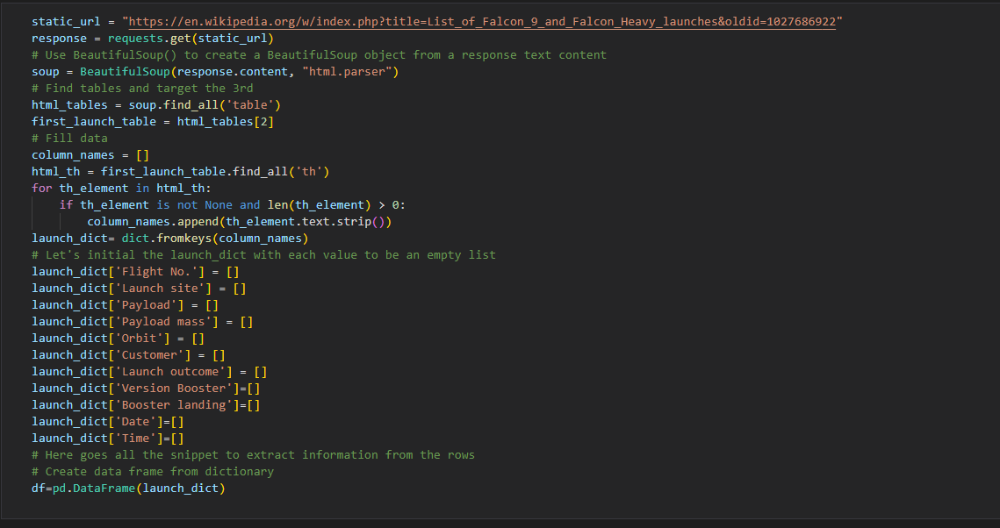 static_url = "https://en.wikipedia.org/w/index.php?title=List_of_Falcon_9_and_Falcon_Heavy_launches&oldid=1027686922"
response = requests.get(static_url)
# Use BeautifulSoup() to create a BeautifulSoup object from a response text content
soup = BeautifulSoup(response.content, "html.parser")
# Find tables and target the 3rd
html_tables = soup.find_all('table')
first_launch_table = html_tables[2]
# Fill data
column_names = []
html_th = first_launch_table.find_all('th')
for th_element in html_th:
    if th_element is not None and len(th_element) > 0:
        column_names.append(th_element.text.strip())
launch_dict= dict.fromkeys(column_names)
# Let's initial the launch_dict with each value to be an empty list
launch_dict['Flight No.'] = []
launch_dict['Launch site'] = []
launch_dict['Payload'] = []
launch_dict['Payload mass'] = []
launch_dict['Orbit'] = []
launch_dict['Customer'] = []
launch_dict['Launch outcome'] = []
launch_dict['Version Booster']=[]
launch_dict['Booster landing']=[]
launch_dict['Date']=[]
launch_dict['Time']=[]
# Here goes all the snippet to extract information from the rows
# Create data frame from dictionary
df=pd.DataFrame(launch_dict)